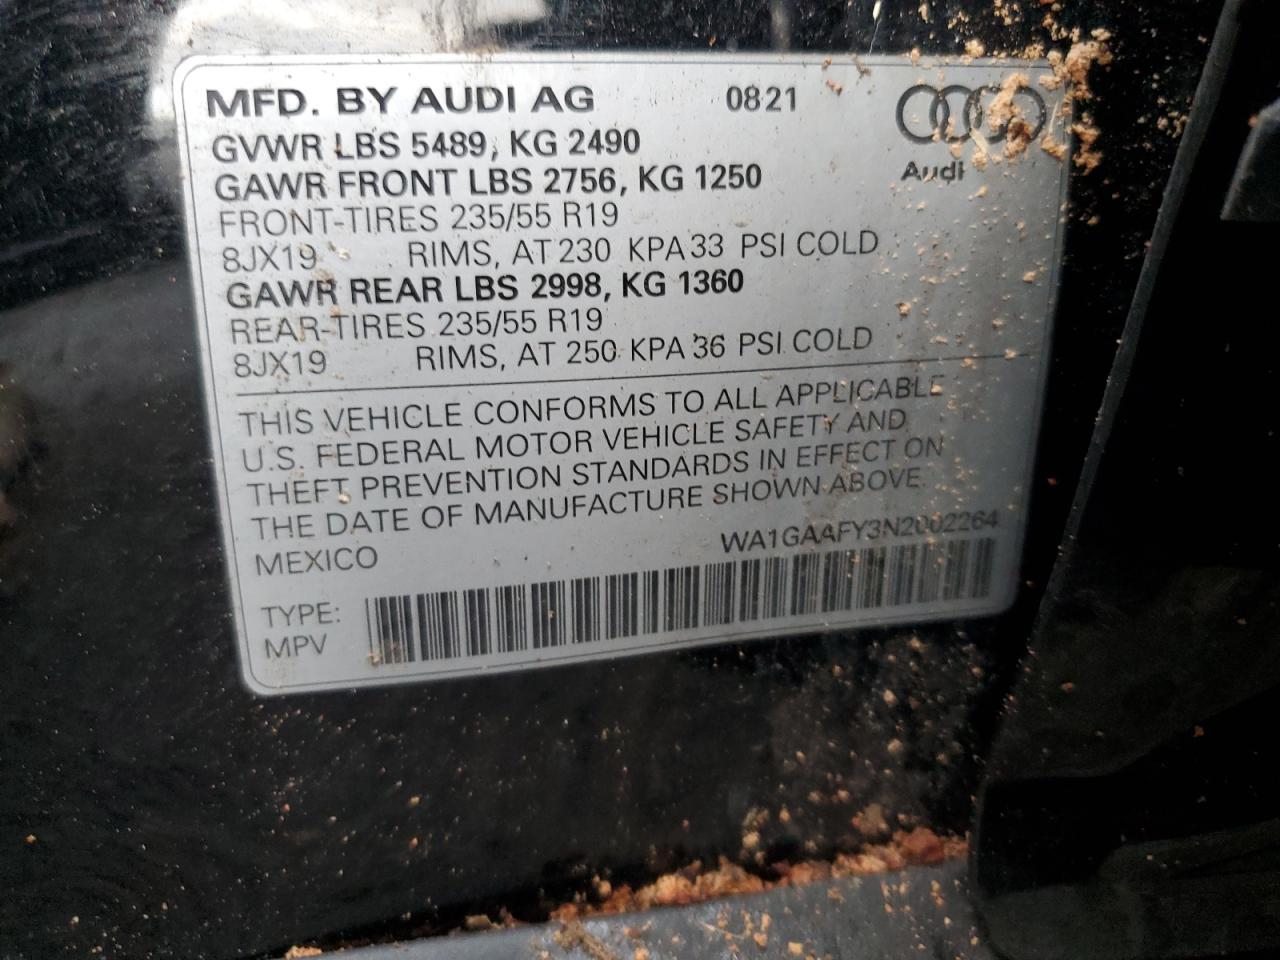 MFD. BY AUDI AG 0821
GVWR LBS 5489, KG 2490
GAWR FRONT LBS 2756, KG 1250
Audi
FRONT-TIRES 235/55 R19
8JX19 RIMS, AT 230 KPA 33 PSI COLD
GAWR REAR LBS 2998, KG 1360
REAR-TIRES 235/55 R19
8JX19 RIMS, AT 250 KPA 36 PSI COLD
THIS VEHICLE CONFORMS TO ALL APPLICABLE
U.S. FEDERAL MOTOR VEHICLE SAFETY AND
THEFT PREVENTION STANDARDS IN EFFECT ON
THE DATE OF MANUFACTURE SHOWN ABOVE
MEXICO WA1GAAFY3N2002264
TYPE:
MPV